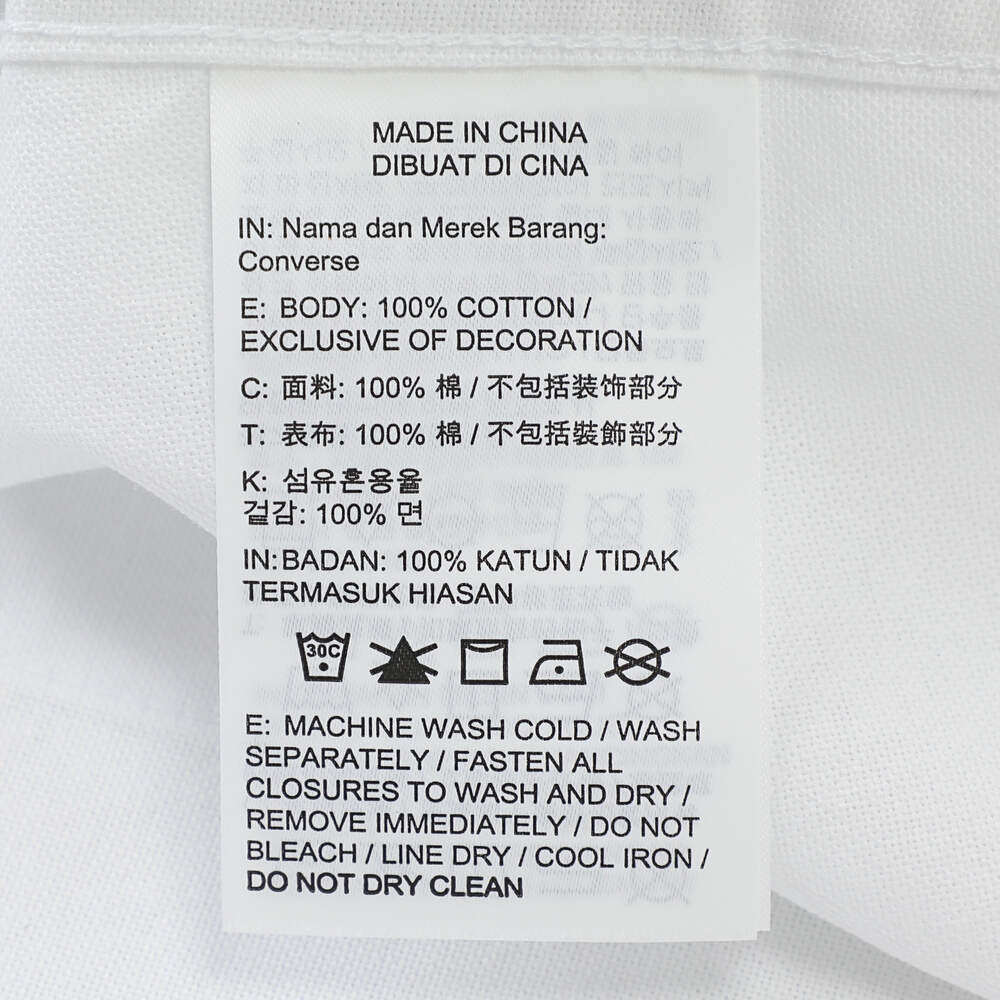 MADE IN CHINA
DIBUAT DI CINA
IN: Nama dan Merek Barang:
Converse
E: BODY: 100% COTTON /
EXCLUSIVE OF DECORATION
C: 面料: 100% 棉 / 不包括装饰部分
T: 表布: 100% 棉 / 不包括裝飾部分
K: 섬유혼용율
겉감: 100% 면
IN:BADAN: 100% KATUN / TIDAK
TERMASUK HIASAN
30C
E: MACHINE WASH COLD / WASH
SEPARATELY / FASTEN ALL
CLOSURES TO WASH AND DRY /
REMOVE IMMEDIATELY / DO NOT
BLEACH / LINE DRY / COOL IRON /
DO NOT DRY CLEAN